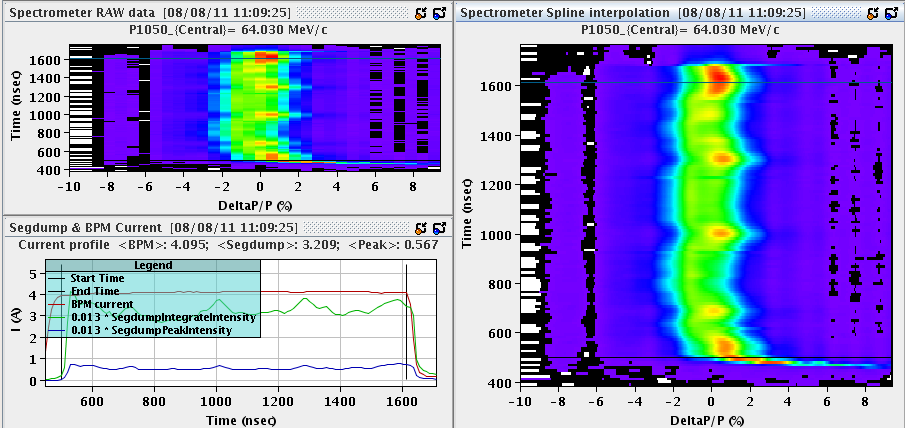 Spectrometer RAW data [08/08/11 11:09:25]
P1050_{Central}= 64.030 MeV/c
Time (nsec)
1600
1400
1200
1000
800
600
400
-10 -8 -6 -4 -2 0 2 4 6 8
DeltaP/P (%)
Segdump & BPM Current [08/08/11 11:09:25]
Current profile <BPM>: 4.095; <Segdump>: 3.209; <Peak>: 0.567
Legend
Start Time
End Time
BPM current
0.013 * SegdumpIntegrateIntensity
0.013 * SegdumpPeakIntensity
I (A)
5
4
3
2
1
0
600 800 1000 1200 1400 1600
Time (nsec)
Spectrometer Spline interpolation [08/08/11 11:09:25]
P1050_{Central}= 64.030 MeV/c
Time (nsec)
1600
1400
1200
1000
800
600
400
-10 -8 -6 -4 -2 0 2 4 6 8
DeltaP/P (%)